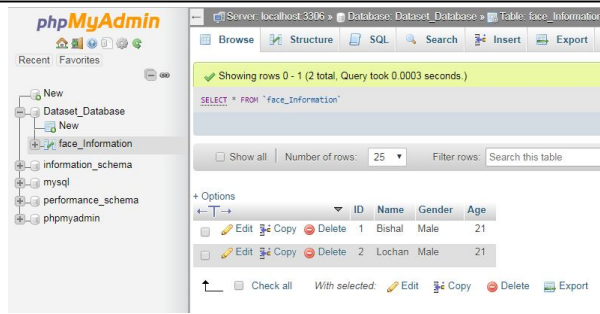 phpMyAdmin
Recent Favorites
New
Dataset_Database
New
face_Information
information_schema
mysql
performance_schema
phpmyadmin
Server: localhost:3306 » Database: Dataset_Database » Table: face_Information
Browse Structure SQL Search Insert Export
Showing rows 0 - 1 (2 total, Query took 0.0003 seconds.)
SELECT * FROM `face_Information`
Show all Number of rows: 25 Filter rows: Search this table
+ Options
←T→ ID Name Gender Age
Edit Copy Delete 1 Bishal Male 21
Edit Copy Delete 2 Lochan Male 21
Check all With selected: Edit Copy Delete Export